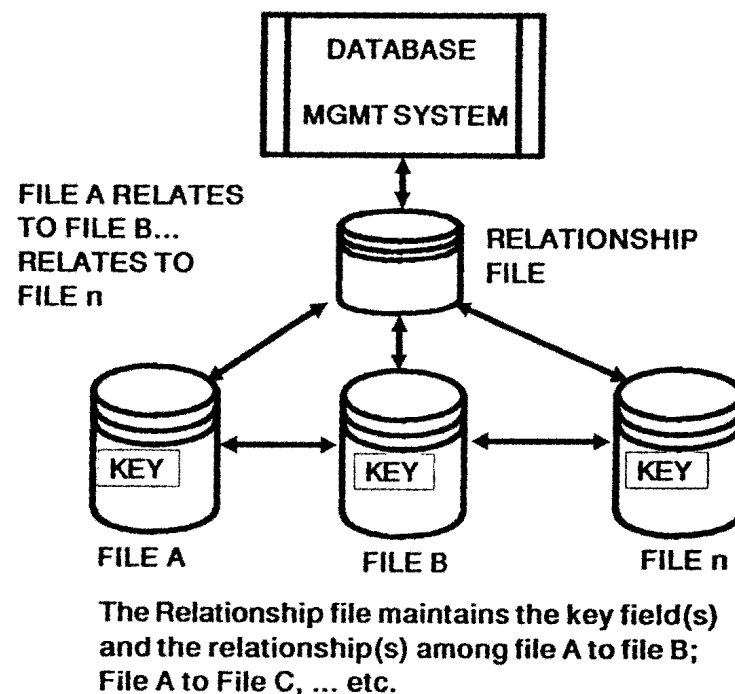 DATABASE
MGMT SYSTEM
FILE A RELATES
TO FILE B...
RELATES TO
FILE n
RELATIONSHIP
FILE
KEY
KEY
KEY
FILE A
FILE B
FILE n
The Relationship file maintains the key field(s)
and the relationship(s) among file A to file B;
File A to File C, ... etc.